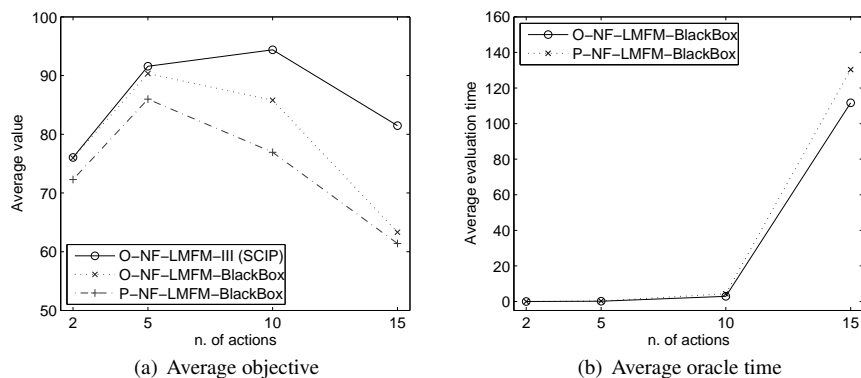 100
90
80
70
60
50
Average value
2
5
10
15
n. of actions
O-NF-LMFM-III (SCIP)
O-NF-LMFM-BlackBox
P-NF-LMFM-BlackBox
(a) Average objective
160
140
120
100
80
60
40
20
0
Average evaluation time
2
5
10
15
n. of actions
O-NF-LMFM-BlackBox
P-NF-LMFM-BlackBox
(b) Average oracle time